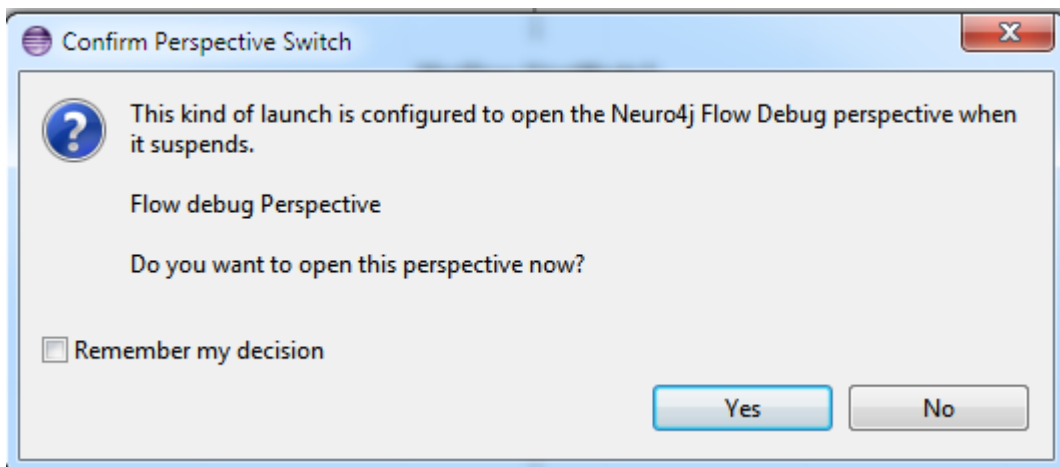 Confirm Perspective Switch
This kind of launch is configured to open the Neuro4j Flow Debug perspective when
it suspends.
Flow debug Perspective
Do you want to open this perspective now?
Remember my decision
Yes
No